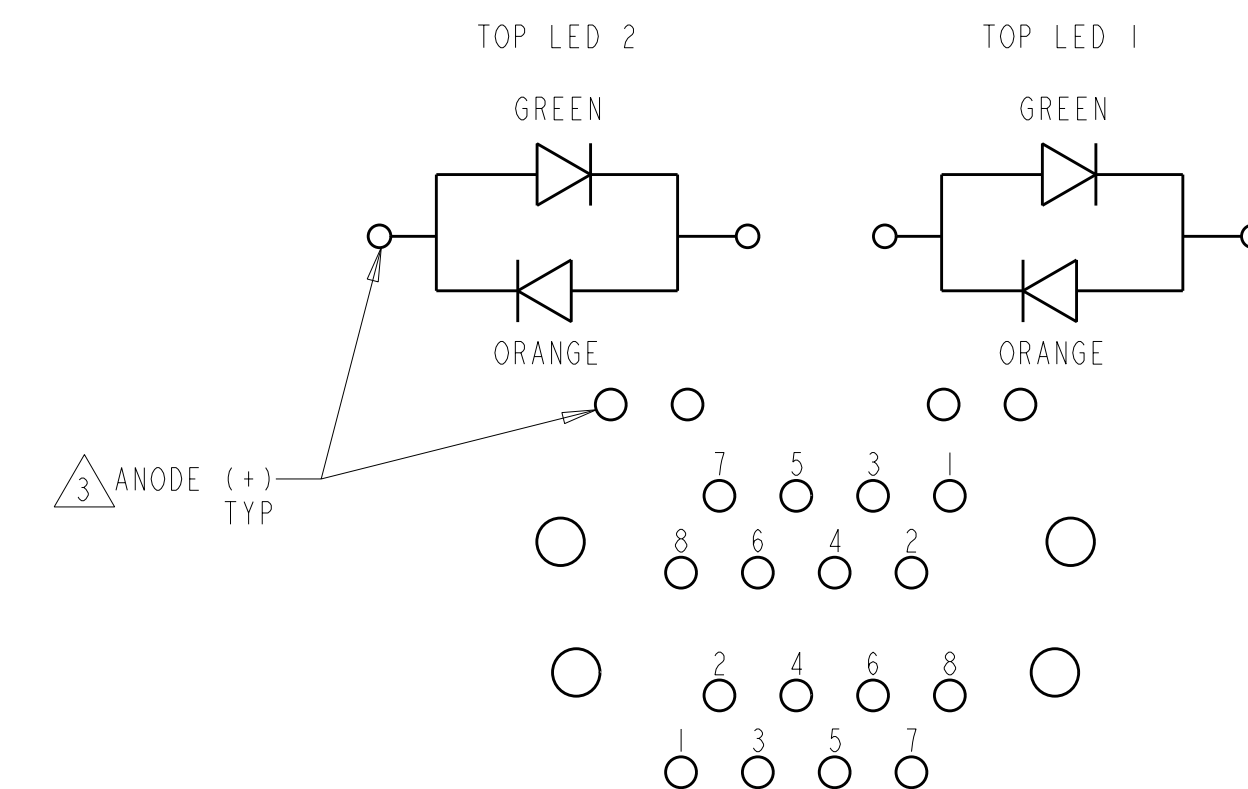 TOP LED 2
TOP LED 1
GREEN
GREEN
ORANGE
ORANGE
3 ANODE (+)
TYP
7 5 3 1
8 6 4 2
2 4 6 8
1 3 5 7